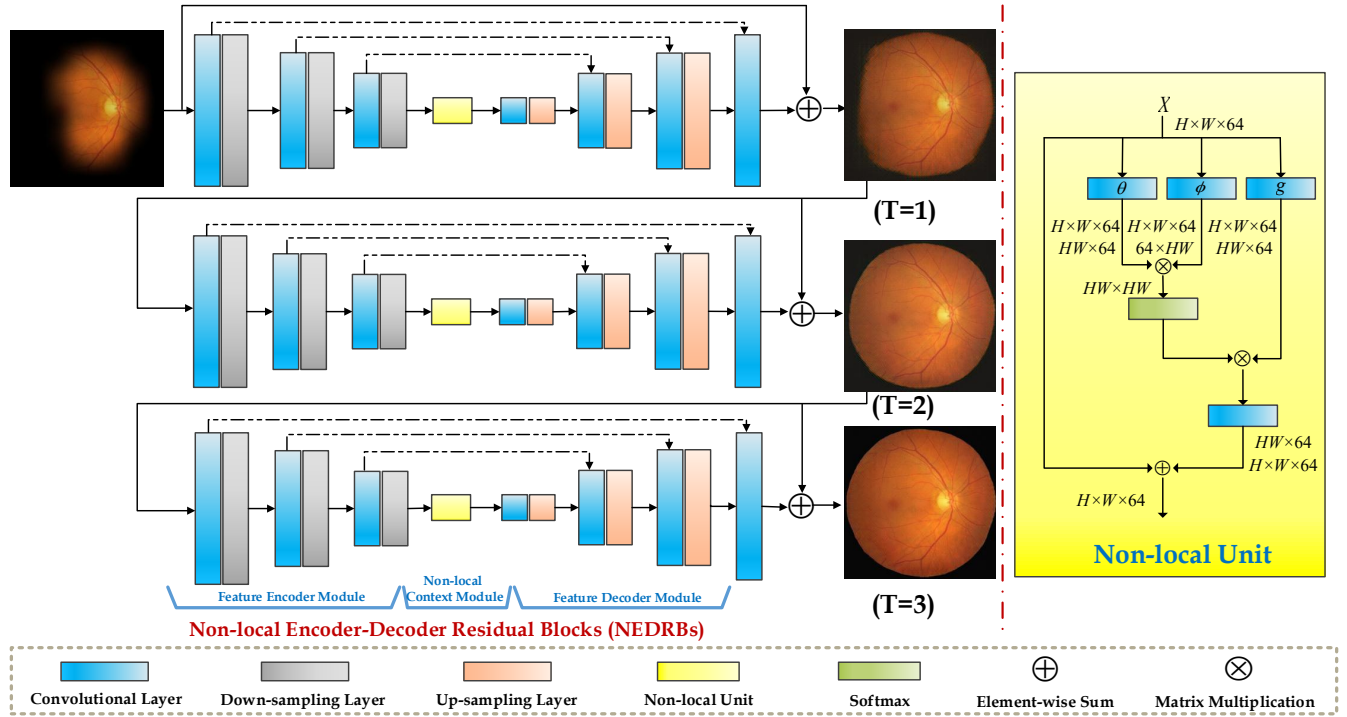 (T=1)
(T=2)
(T=3)
Feature Encoder Module
Non-local
Context Module
Feature Decoder Module
Non-local Encoder-Decoder Residual Blocks (NEDRBs)
X
H×W×64
θ
ϕ
g
H×W×64 H×W×64 H×W×64
HW×64 64×HW HW×64
HW×HW
HW×64
H×W×64
H×W×64
Non-local Unit
Convolutional Layer
Down-sampling Layer
Up-sampling Layer
Non-local Unit
Softmax
Element-wise Sum
Matrix Multiplication